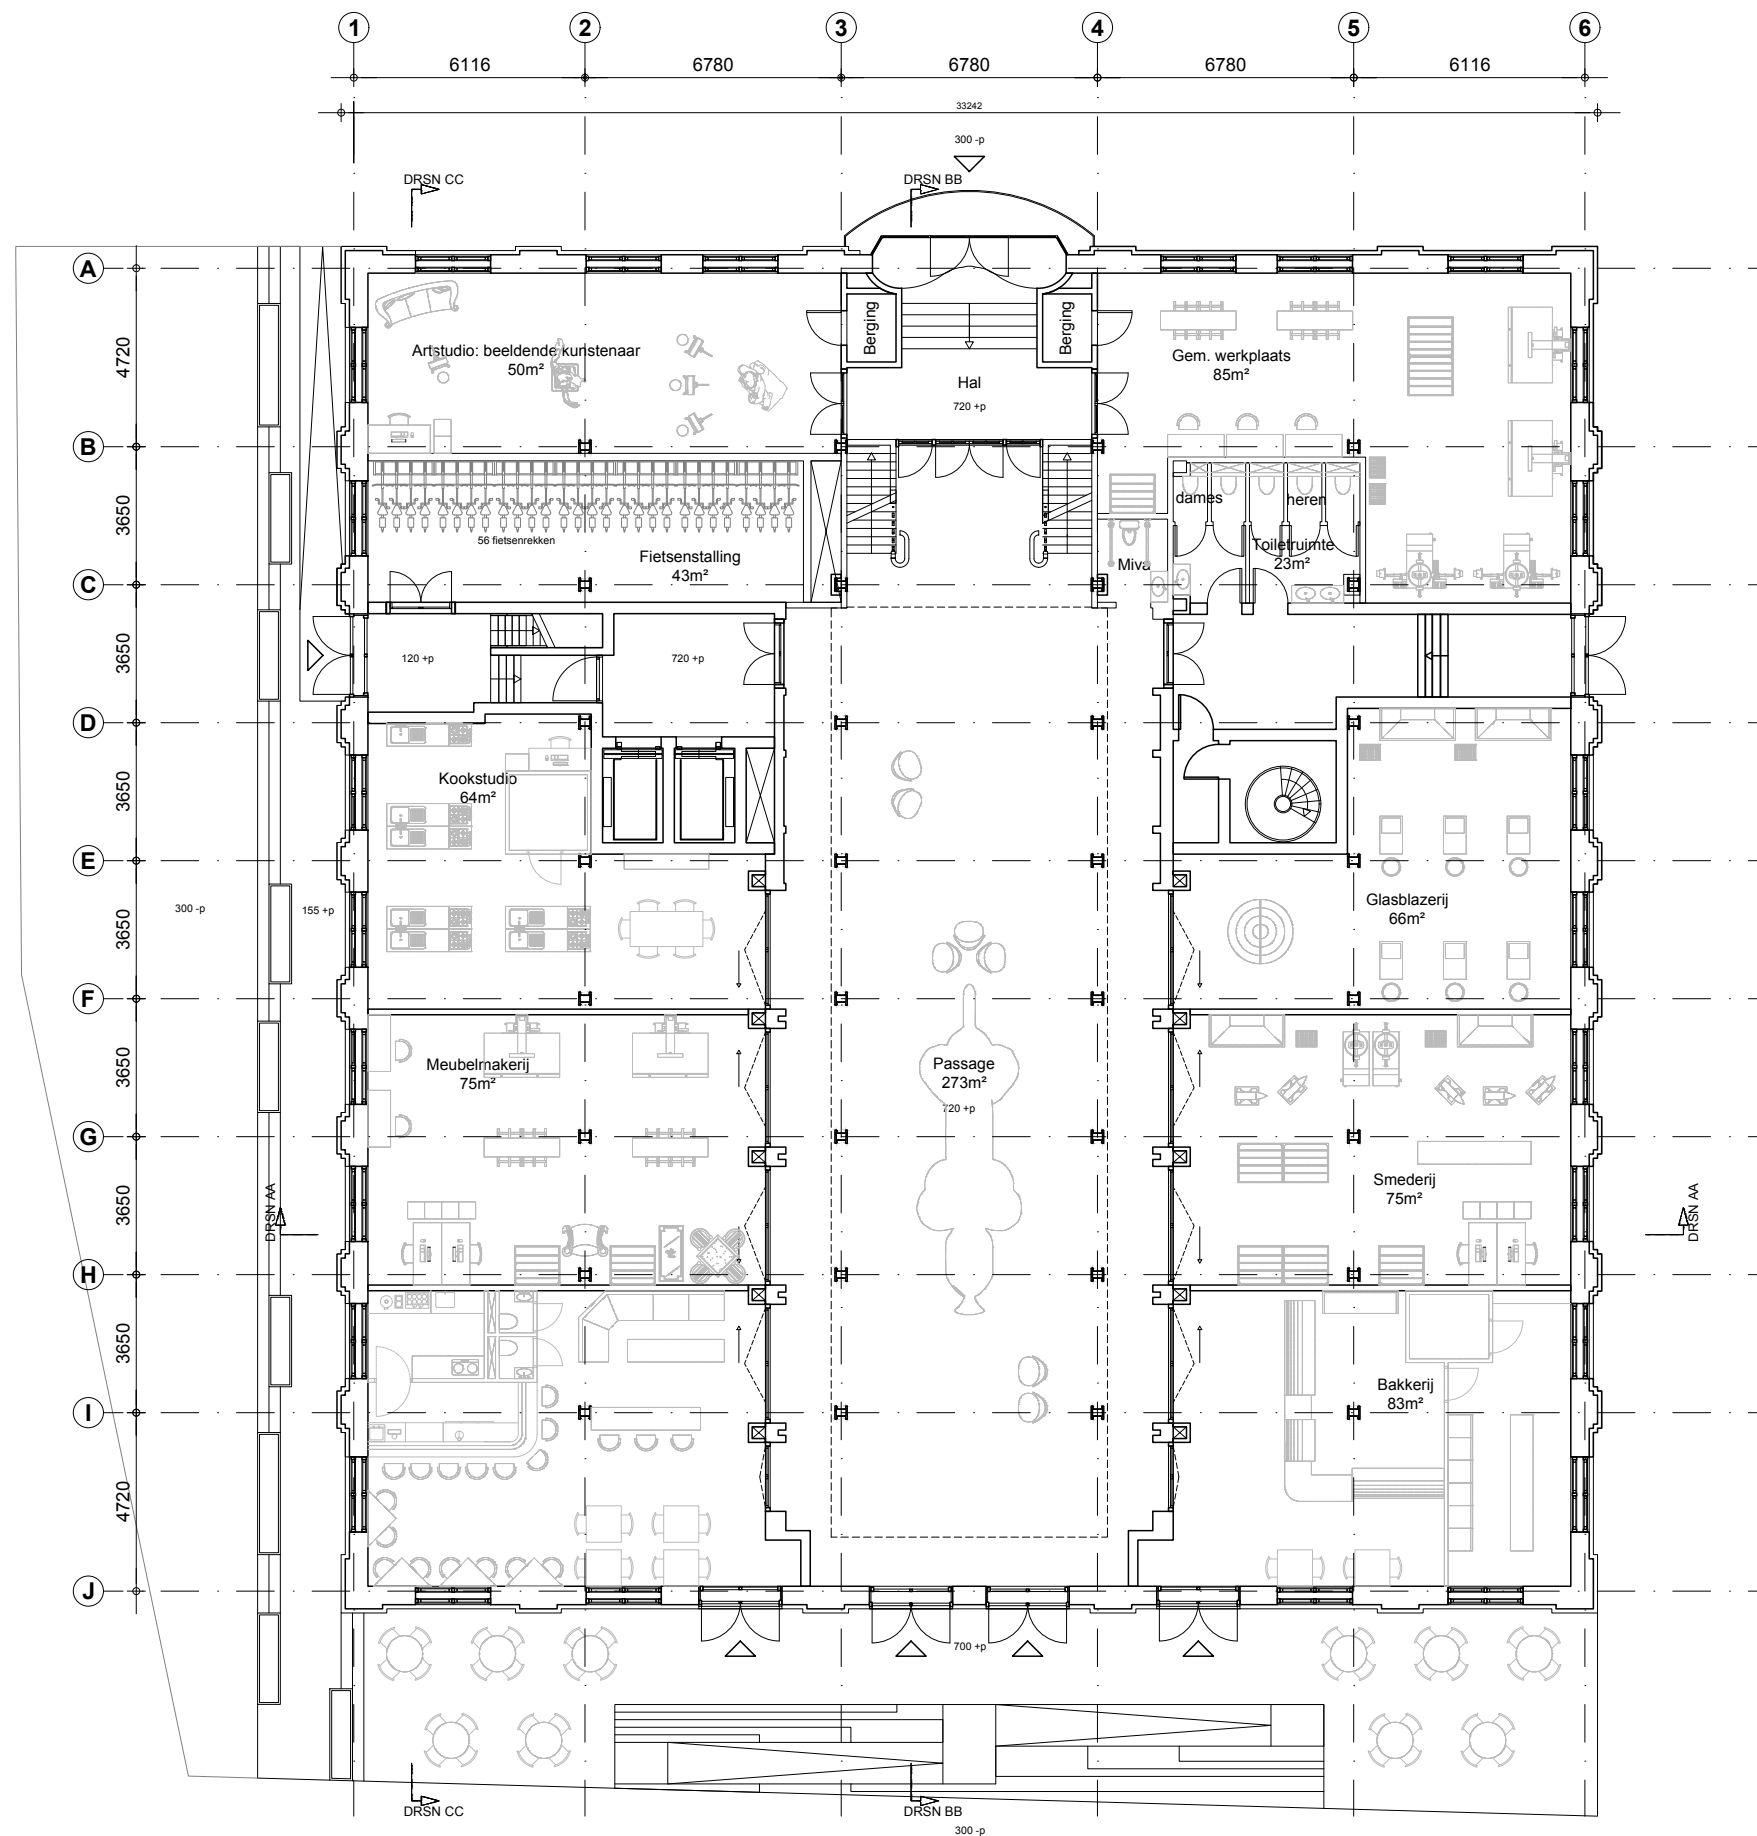 1 2 3 4 5 6
6116 6780 6780 6780 6116
33242
300 -p
DRSN CC
DRSN BB
A
4720
Berging
Berging
Artstudio: beeldende kunstenaar
50m²
Gem. werkplaats
85m²
Hal
720 +p
B
3650
dames
heren
56 fietsenrekken
Fietsenstalling
43m²
Toiletruimte
23m²
Miva
C
3650
120 +p
720 +p
D
3650
Kookstudio
64m²
E
3650
300 -p
155 +p
Glasblazerij
66m²
F
3650
Meubelmakerij
75m²
Passage
273m²
720 +p
G
3650
Smederij
75m²
DRSN AA
DRSN AA
H
3650
Bakkerij
83m²
I
4720
J
700 +p
DRSN CC
DRSN BB
300 -p